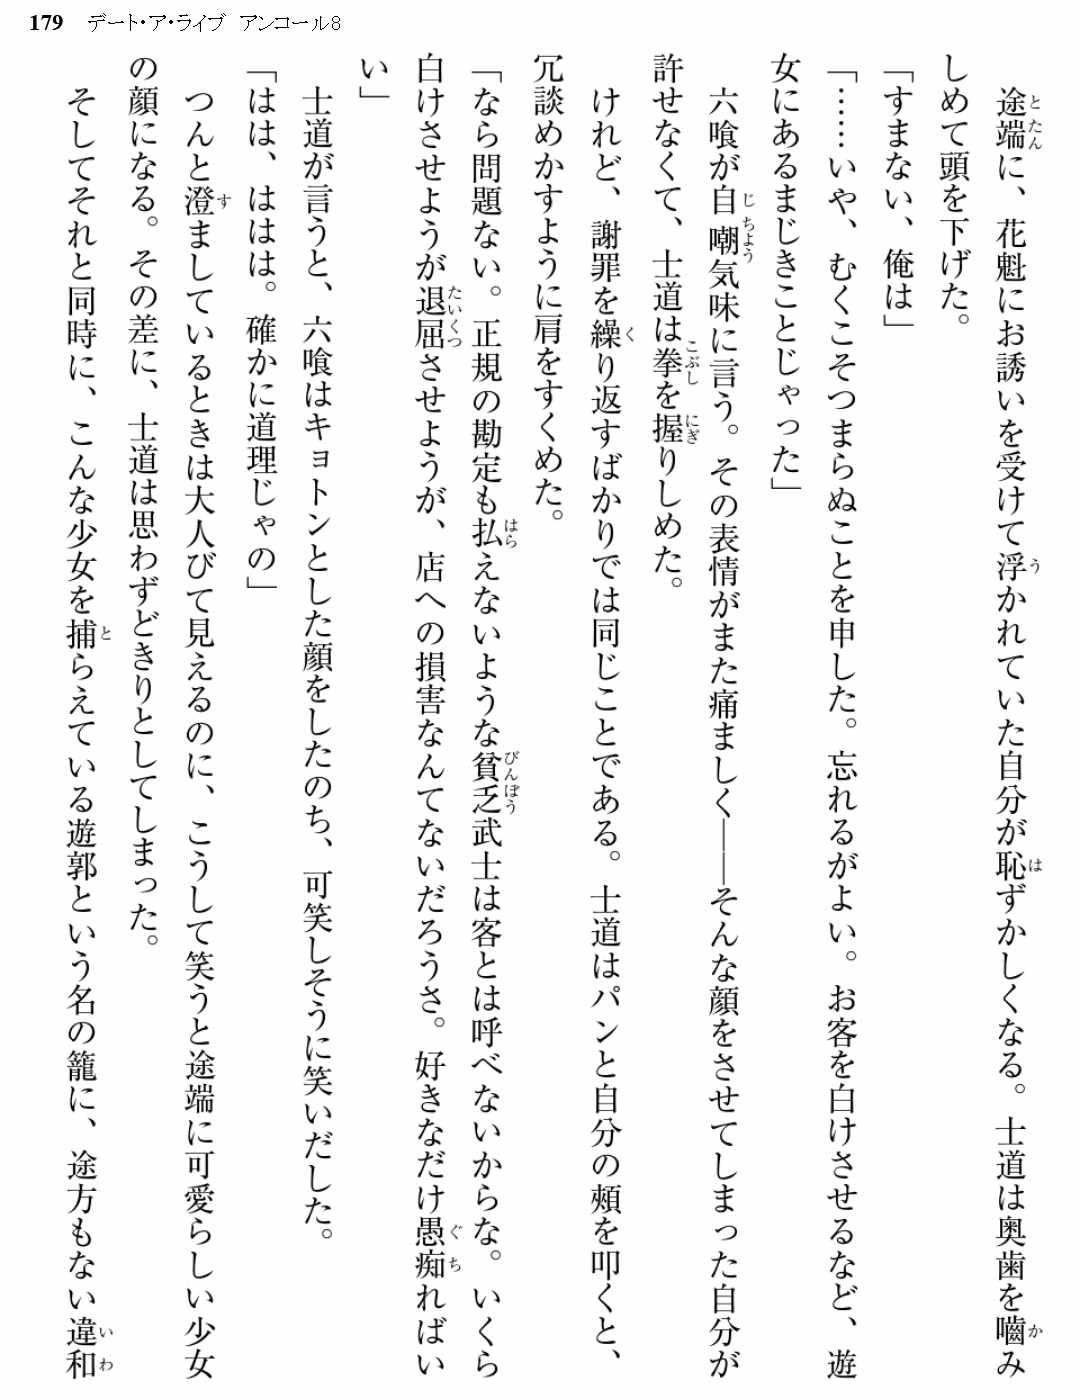 179 デート・ア・ライブ アンコール8
途端に、花魁にお誘いを受けて浮かれていた自分が恥ずかしくなる。士道は奥歯を嚙み
しめて頭を下げた。
「すまない、俺は」
「……いや、むくこそつまらぬことを申した。忘れるがよい。お客を白けさせるなど、遊
女にあるまじきことじゃった」
六喰が自嘲気味に言う。その表情がまた痛ましく――そんな顔をさせてしまった自分が
許せなくて、士道は拳を握りしめた。
けれど、謝罪を繰り返すばかりでは同じことである。士道はパンと自分の頰を叩くと、
冗談めかすように肩をすくめた。
「なら問題ない。正規の勘定も払えないような貧乏武士は客とは呼べないからな。いくら
白けさせようが退屈させようが、店への損害なんてないだろうさ。好きなだけ愚痴ればい
い」
士道が言うと、六喰はキョトンとした顔をしたのち、可笑しそうに笑いだした。
「はは、ははは。確かに道理じゃの」
つんと澄ましているときは大人びて見えるのに、こうして笑うと途端に可愛らしい少女
の顔になる。その差に、士道は思わずどきりとしてしまった。
そしてそれと同時に、こんな少女を捕らえている遊郭という名の籠に、途方もない違和